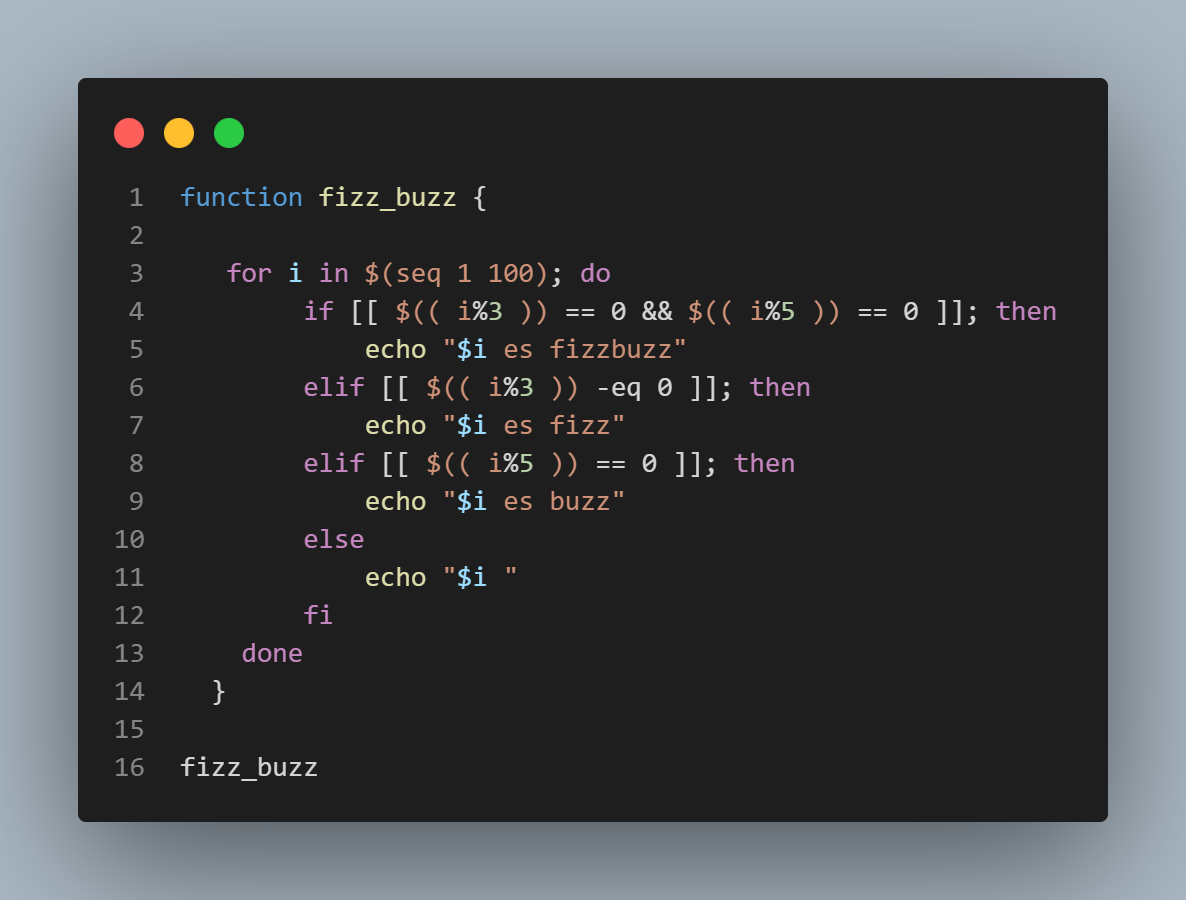 1 function fizz_buzz {
2
3 for i in $(seq 1 100); do
4 if [[ $(( i%3 )) == 0 && $(( i%5 )) == 0 ]]; then
5 echo "$i es fizzbuzz"
6 elif [[ $(( i%3 )) -eq 0 ]]; then
7 echo "$i es fizz"
8 elif [[ $(( i%5 )) == 0 ]]; then
9 echo "$i es buzz"
10 else
11 echo "$i "
12 fi
13 done
14 }
15
16 fizz_buzz